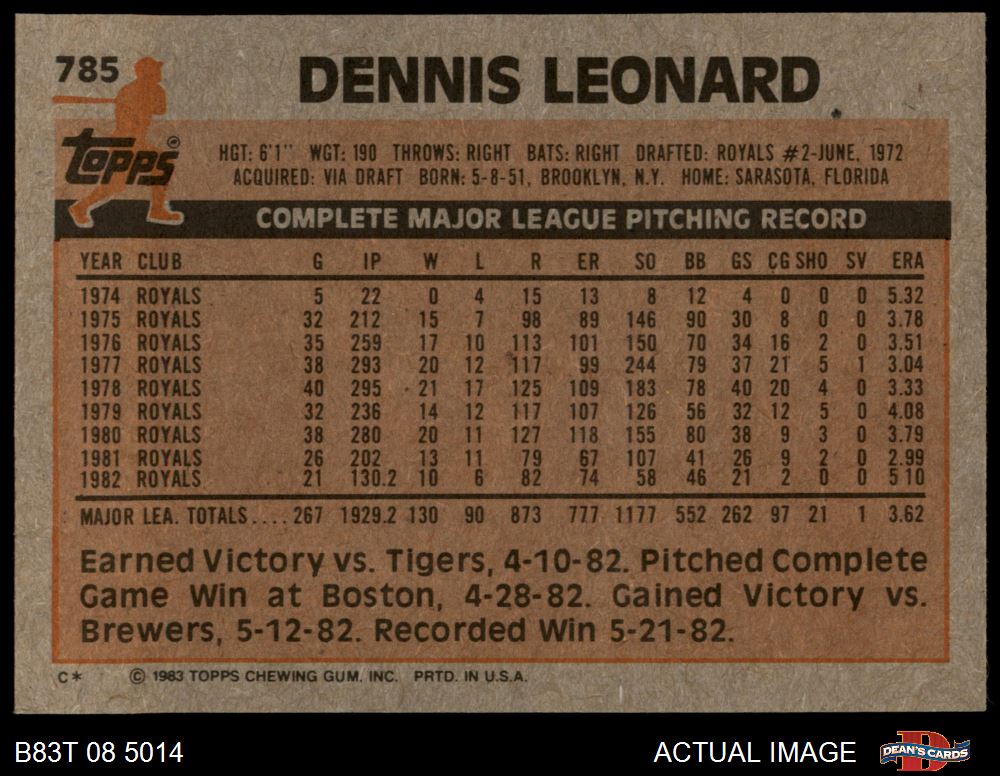 785
DENNIS LEONARD
Topps®
HGT: 6'1" WGT: 190 THROWS: RIGHT BATS: RIGHT DRAFTED: ROYALS #2-JUNE, 1972
ACQUIRED: VIA DRAFT BORN: 5-8-51, BROOKLYN, N.Y. HOME: SARASOTA, FLORIDA
COMPLETE MAJOR LEAGUE PITCHING RECORD
YEAR CLUB G IP W L R ER SO BB GS CG SHO SV ERA
1974 ROYALS 5 22 0 4 15 13 8 12 4 0 0 0 5.32
1975 ROYALS 32 212 15 7 98 89 146 90 30 8 0 0 3.78
1976 ROYALS 35 259 17 10 113 101 150 70 34 16 2 0 3.51
1977 ROYALS 38 293 20 12 117 99 244 79 37 21 5 1 3.04
1978 ROYALS 40 295 21 17 125 109 183 78 40 20 4 0 3.33
1979 ROYALS 32 236 14 12 117 107 126 56 32 12 5 0 4.08
1980 ROYALS 38 280 20 11 127 118 155 80 38 9 3 0 3.79
1981 ROYALS 26 202 13 11 79 67 107 41 26 9 2 0 2.99
1982 ROYALS 21 130.2 10 6 82 74 58 46 21 2 0 0 5 10
MAJOR LEA. TOTALS.... 267 1929.2 130 90 873 777 1177 552 262 97 21 1 3.62
Earned Victory vs. Tigers, 4-10-82. Pitched Complete
Game Win at Boston, 4-28-82. Gained Victory vs.
Brewers, 5-12-82. Recorded Win 5-21-82.
C* © 1983 TOPPS CHEWING GUM, INC. PRTD. IN U.S.A.
B83T 08 5014 ACTUAL IMAGE DEAN'S CARDS